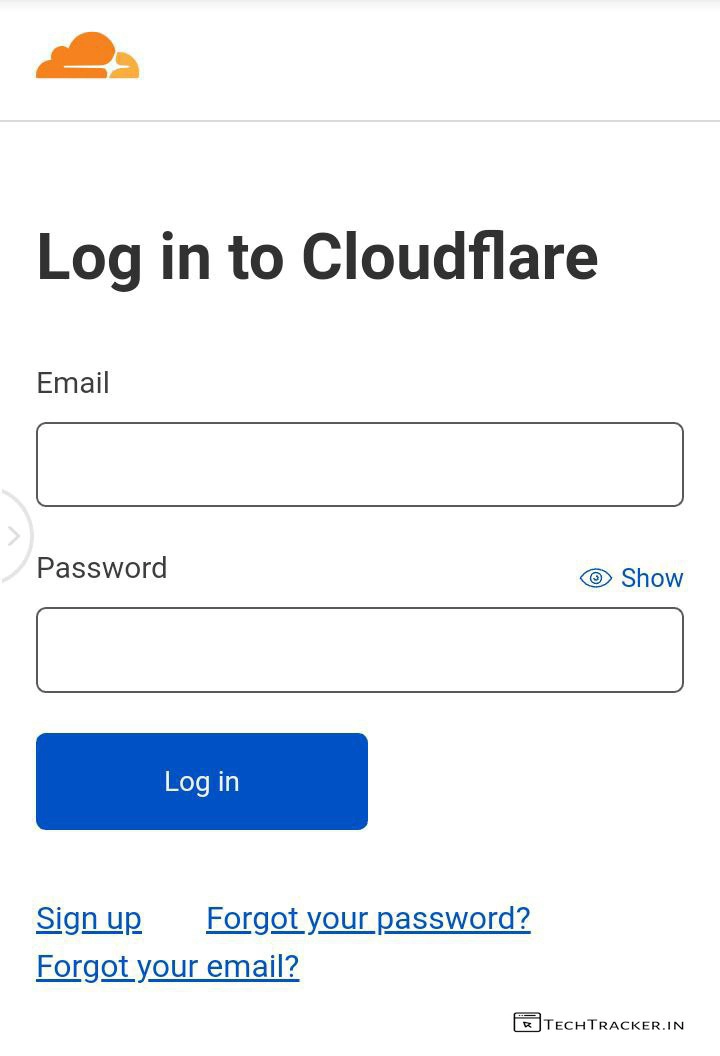 Log in to Cloudflare
Email
Password
Show
Log in
Sign up Forgot your password?
Forgot your email?
TECHTRACKER.IN